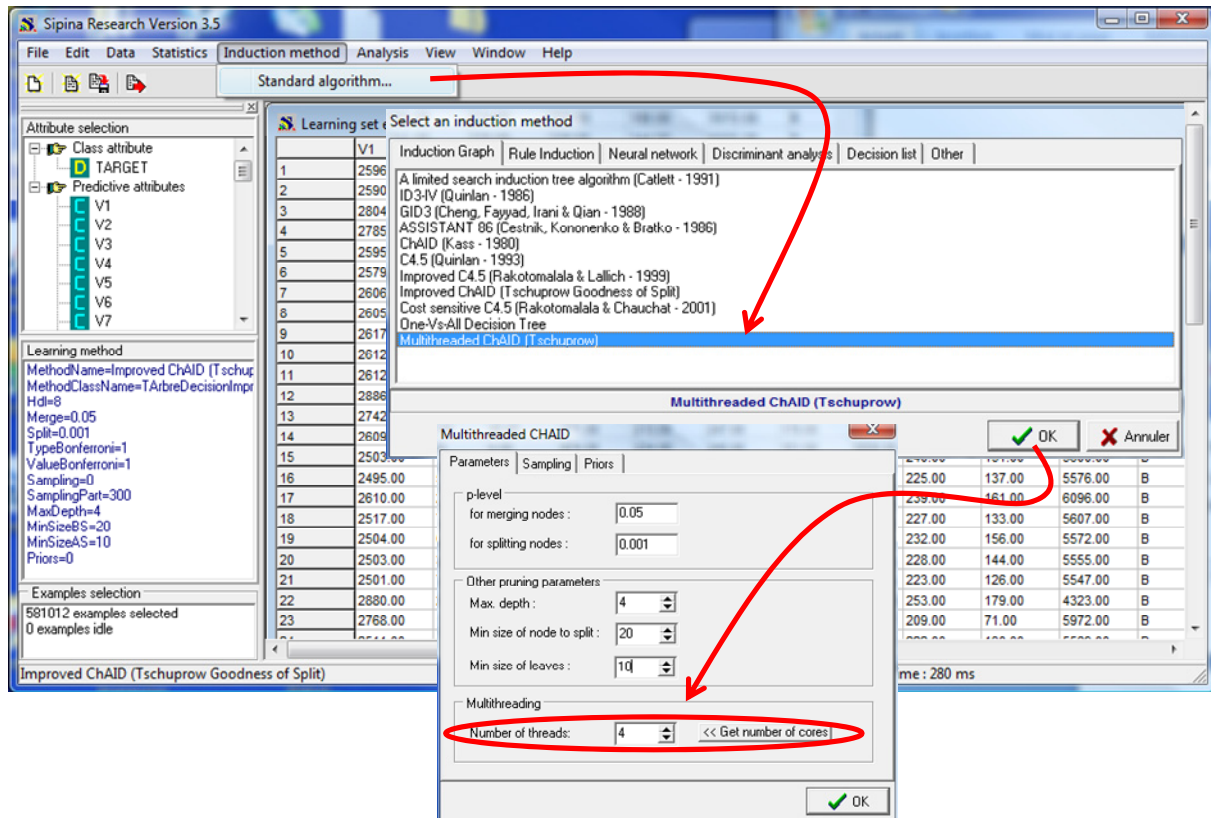 Sipina Research Version 3.5
File Edit Data Statistics Induction method Analysis View Window Help
Standard algorithm...
Attribute selection
Class attribute
TARGET
Predictive attributes
V1
V2
V3
V4
V5
V6
V7
Learning method
MethodName=Improved ChAID (Tschup
MethodClassName=TArbreDecisionImpr
Hdl=8
Merge=0.05
Split=0.001
TypeBonferroni=1
ValueBonferroni=1
Sampling=0
SamplingPart=300
MaxDepth=4
MinSizeBS=20
MinSizeAS=10
Priors=0
Examples selection
581012 examples selected
0 examples idle
Learning set
V1
1 2596
2 2590
3 2804
4 2785
5 2595
6 2579
7 2606
8 2605
9 2617
10 2612
11 2612
12 2886
13 2742
14 2609
15 2503.00
16 2495.00 225.00 137.00 5576.00 B
17 2610.00 239.00 161.00 6096.00 B
18 2517.00 227.00 133.00 5607.00 B
19 2504.00 232.00 156.00 5572.00 B
20 2503.00 228.00 144.00 5555.00 B
21 2501.00 223.00 126.00 5547.00 B
22 2880.00 253.00 179.00 4323.00 B
23 2768.00 209.00 71.00 5972.00 B
Select an induction method
Induction Graph Rule Induction Neural network Discriminant analysis Decision list Other
A limited search induction tree algorithm (Catlett - 1991)
ID3-IV (Quinlan - 1986)
GID3 (Cheng, Fayyad, Irani & Qian - 1988)
ASSISTANT 86 (Cestnik, Kononenko & Bratko - 1986)
ChAID (Kass - 1980)
C4.5 (Quinlan - 1993)
Improved C4.5 (Rakotomalala & Lallich - 1999)
Improved ChAID (Tschuprow Goodness of Split)
Cost sensitive C4.5 (Rakotomalala & Chauchat - 2001)
One-Vs-All Decision Tree
Multithreaded ChAID (Tschuprow)
Multithreaded ChAID (Tschuprow)
OK Annuler
Multithreaded CHAID
Parameters Sampling Priors
p-level
for merging nodes : 0.05
for splitting nodes : 0.001
Other pruning parameters
Max. depth : 4
Min size of node to split : 20
Min size of leaves : 10
Multithreading
Number of threads: 4 << Get number of cores
OK
Improved ChAID (Tschuprow Goodness of Split) me : 280 ms